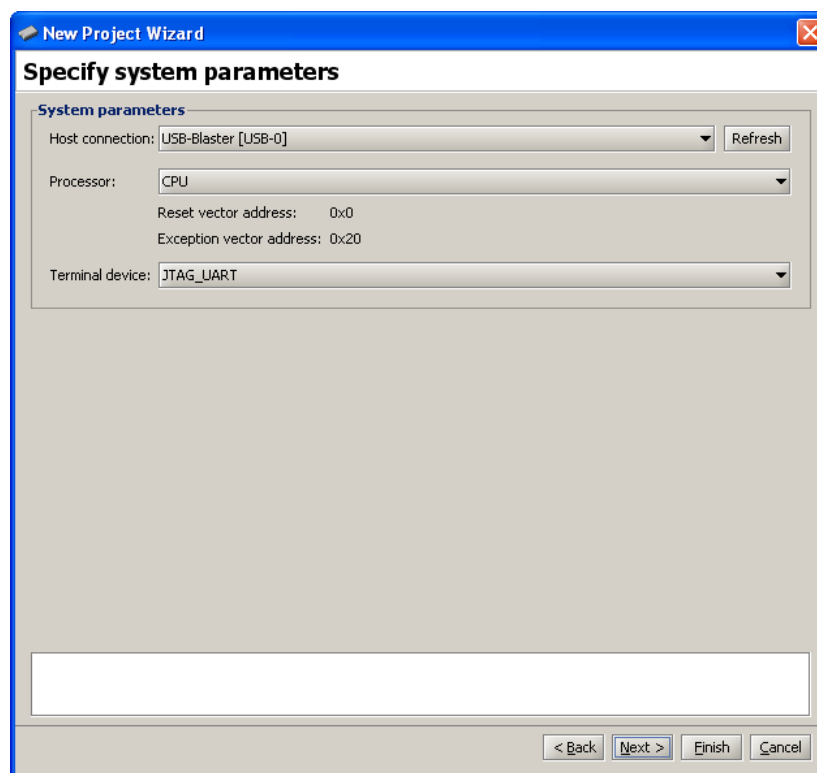 New Project Wizard
Specify system parameters
System parameters
Host connection: USB-Blaster [USB-0] Refresh
Processor: CPU
Reset vector address: 0x0
Exception vector address: 0x20
Terminal device: JTAG_UART
< Back Next > Finish Cancel